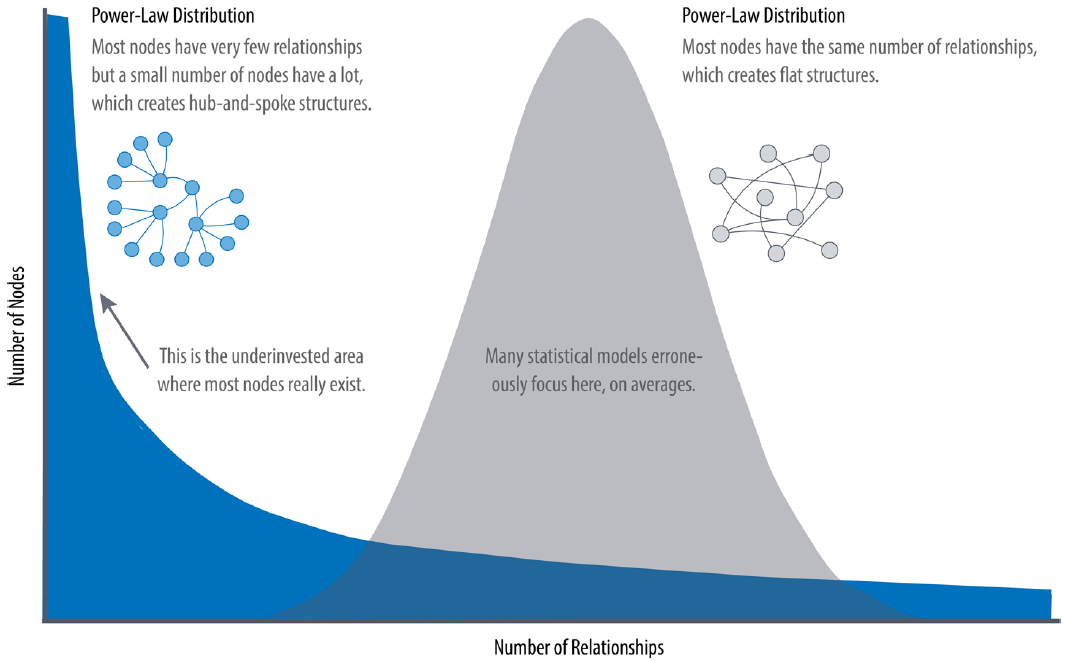 Power-Law Distribution
Most nodes have very few relationships
but a small number of nodes have a lot,
which creates hub-and-spoke structures.
Power-Law Distribution
Most nodes have the same number of relationships,
which creates flat structures.
This is the underinvested area
where most nodes really exist.
Many statistical models errone-
ously focus here, on averages.
Number of Nodes
Number of Relationships